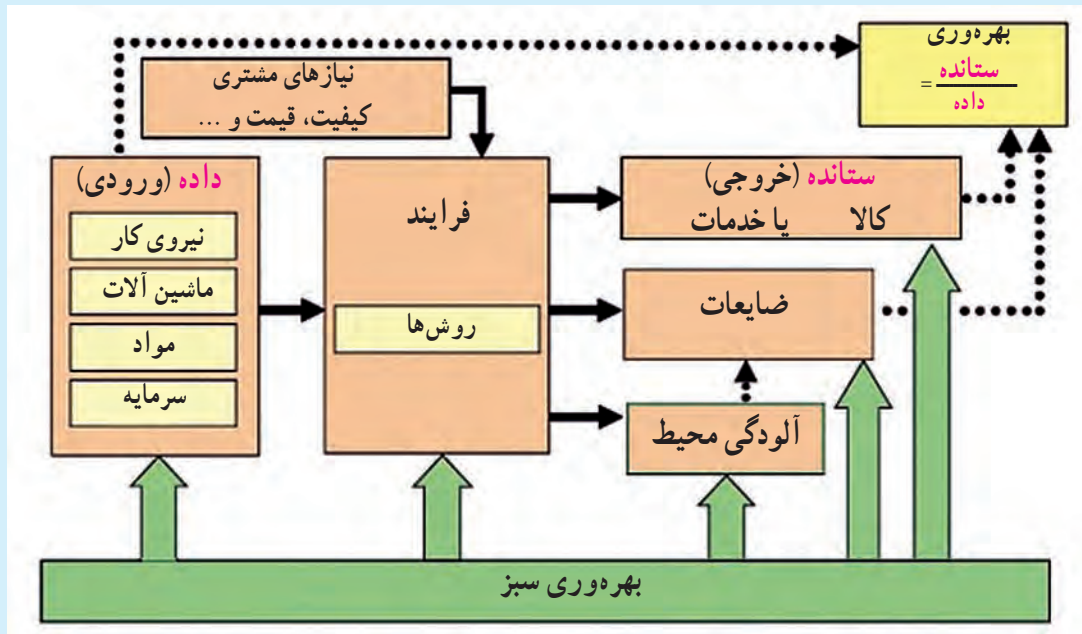 بهره‌وری
= ستانده
داده
نیازهای مشتری
کیفیت، قیمت و ...
داده (ورودی)
نیروی کار
ماشین آلات
مواد
سرمایه
فرایند
روش‌ها
ستانده (خروجی)
کالا یا خدمات
ضایعات
آلودگی محیط
بهره‌وری سبز